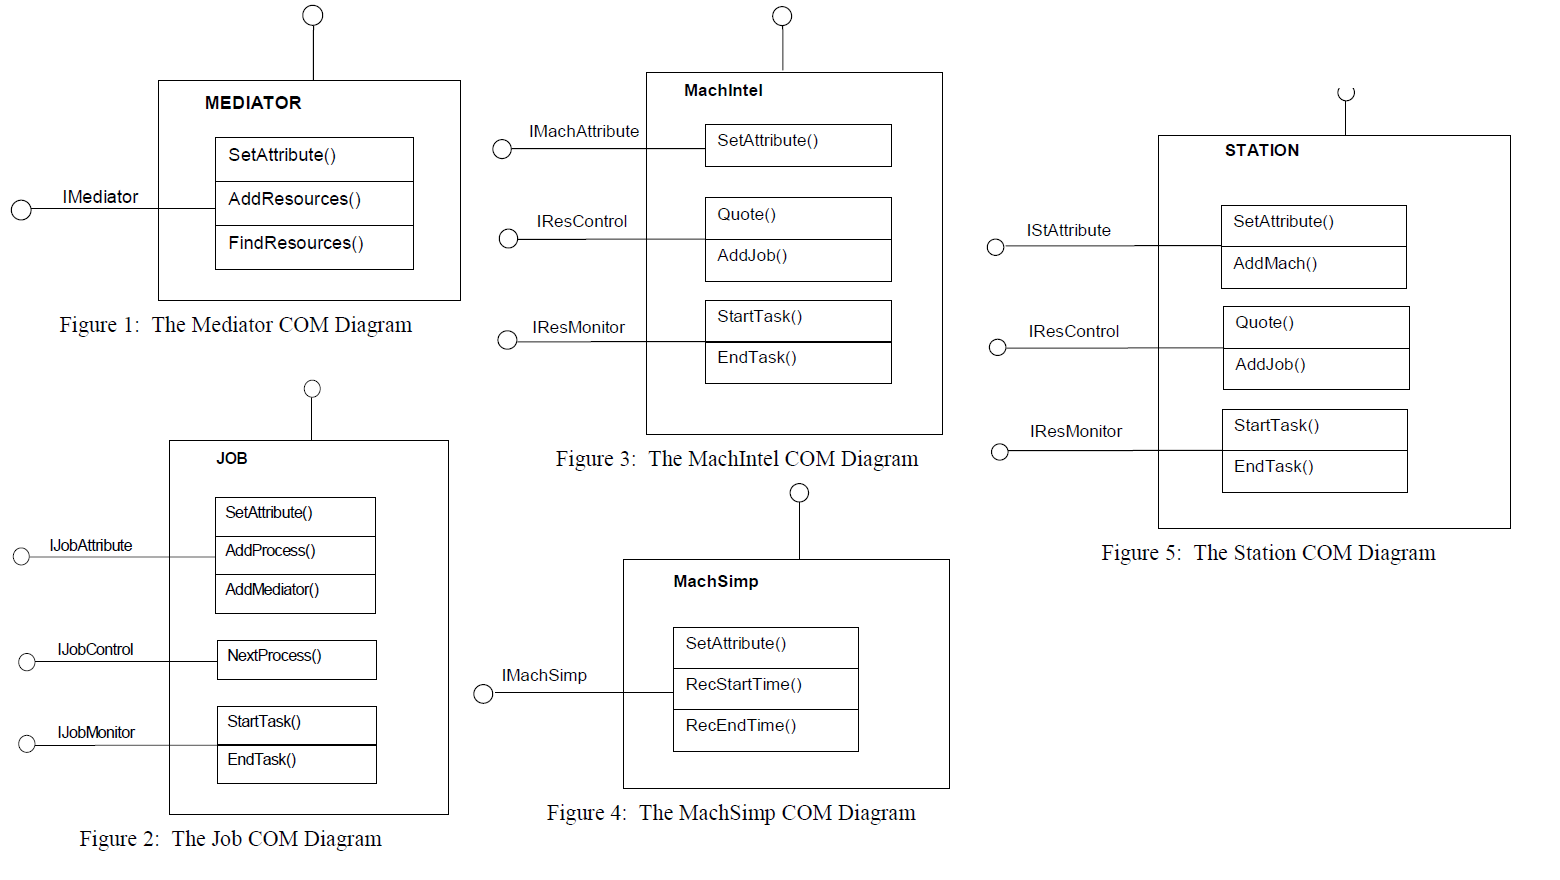 MEDIATOR
SetAttribute()
IMediator
AddResources()
FindResources()
Figure 1: The Mediator COM Diagram
JOB
SetAttribute()
IJobAttribute
AddProcess()
AddMediator()
IJobControl
NextProcess()
StartTask()
IJobMonitor
EndTask()
Figure 2: The Job COM Diagram
MachIntel
IMachAttribute
SetAttribute()
Quote()
IResControl
AddJob()
StartTask()
IResMonitor
EndTask()
Figure 3: The MachIntel COM Diagram
MachSimp
SetAttribute()
IMachSimp
RecStartTime()
RecEndTime()
Figure 4: The MachSimp COM Diagram
STATION
SetAttribute()
IStAttribute
AddMach()
Quote()
IResControl
AddJob()
StartTask()
IResMonitor
EndTask()
Figure 5: The Station COM Diagram